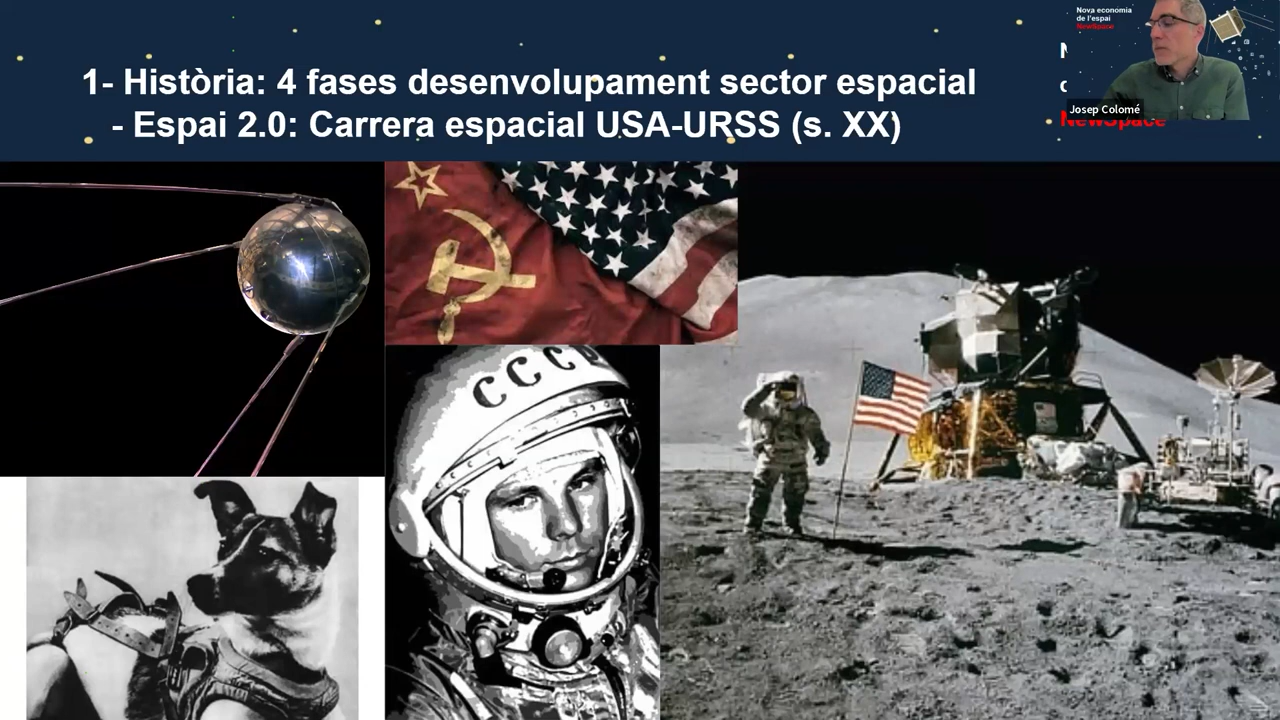 1- Història: 4 fases desenvolupament sector espacial
- Espai 2.0: Carrera espacial USA-URSS (s. XX)
Nova economia
de l'espai
NewSpace
Josep Colomé
NewSpace
CCCP